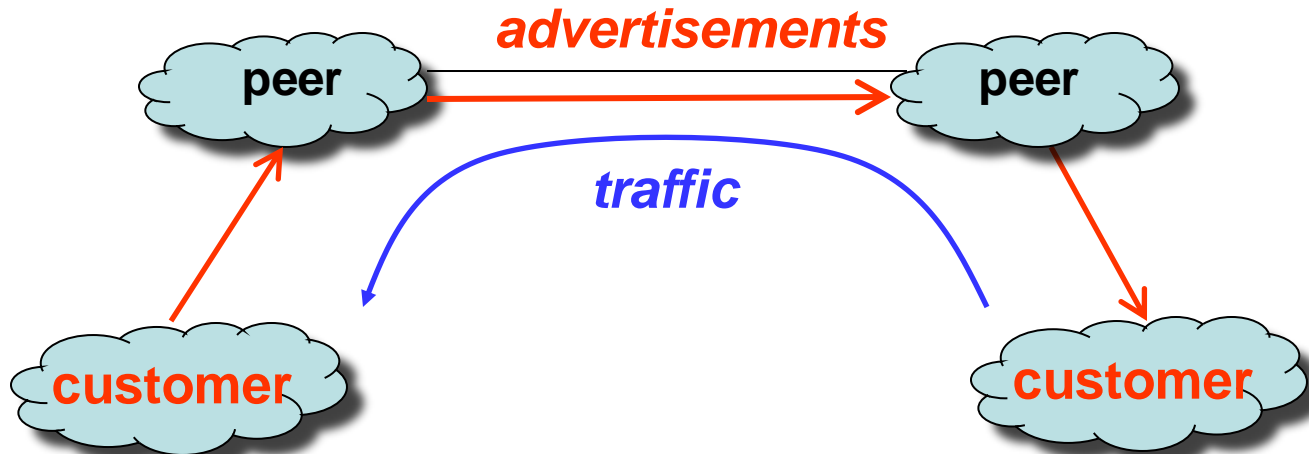 advertisements
peer
peer
traffic
customer
customer